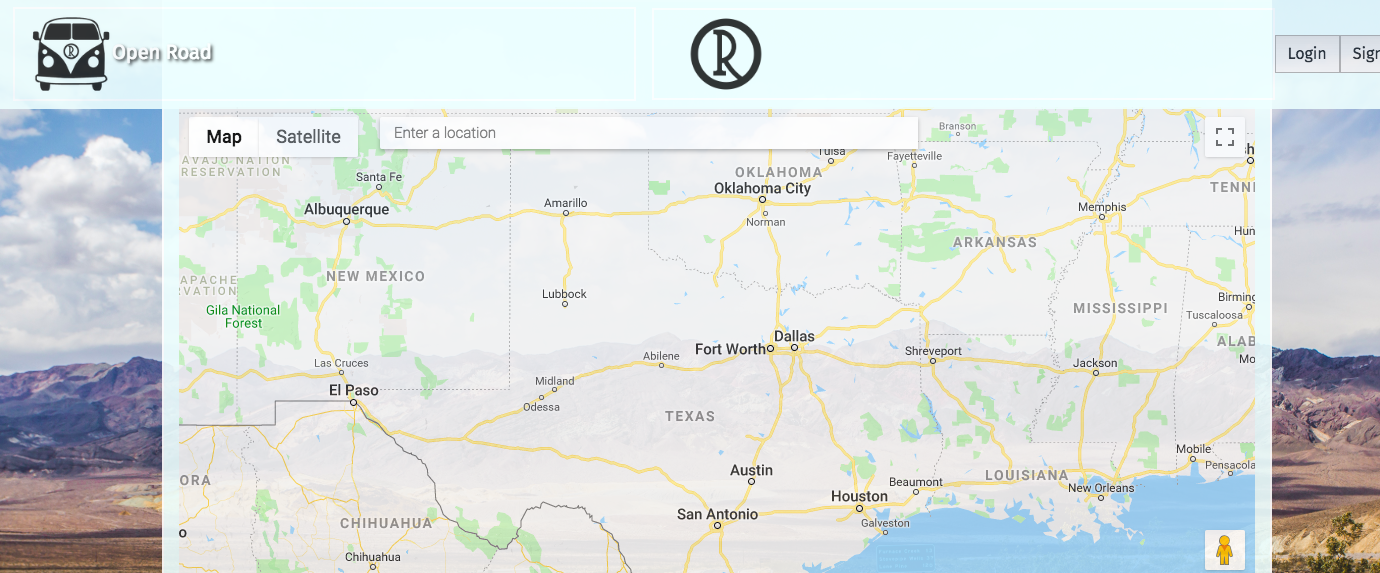 Open Road
R
R
Login
Sign
Map
Satellite
Enter a location
Branson
AVAJO NATION
RESERVATION
Tulsa
Fayetteville
Santa Fe
OKLAHOMA
Oklahoma City
TENN
Albuquerque
Amarillo
Norman
Memphis
Hun
ARKANSAS
NEW MEXICO
APACHE
VATION
Lubbock
Birming
Gila National
Forest
MISSISSIPPI
Tuscaloosa
Dallas
ALAB
Fort Worth
Shreveport
Abilene
Mo
Las Cruces
Jackson
El Paso
Midland
Odessa
TEXAS
Mobile
Austin
Pensacola
ORA
LOUISIANA
Beaumont
New Orleans
Houston
San Antonio
CHIHUAHUA
Galveston
o
Chihuahua